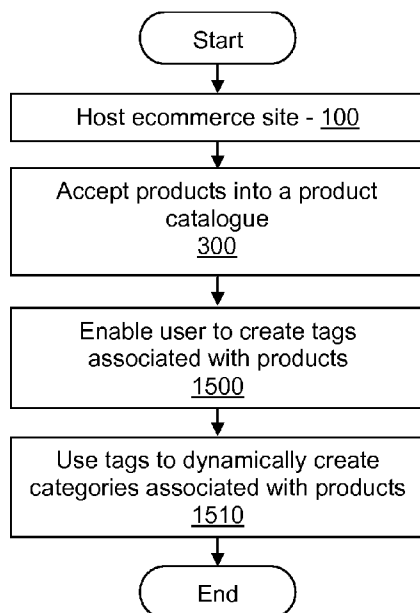 Start
Host ecommerce site - 100
Accept products into a product
catalogue
300
Enable user to create tags
associated with products
1500
Use tags to dynamically create
categories associated with products
1510
End